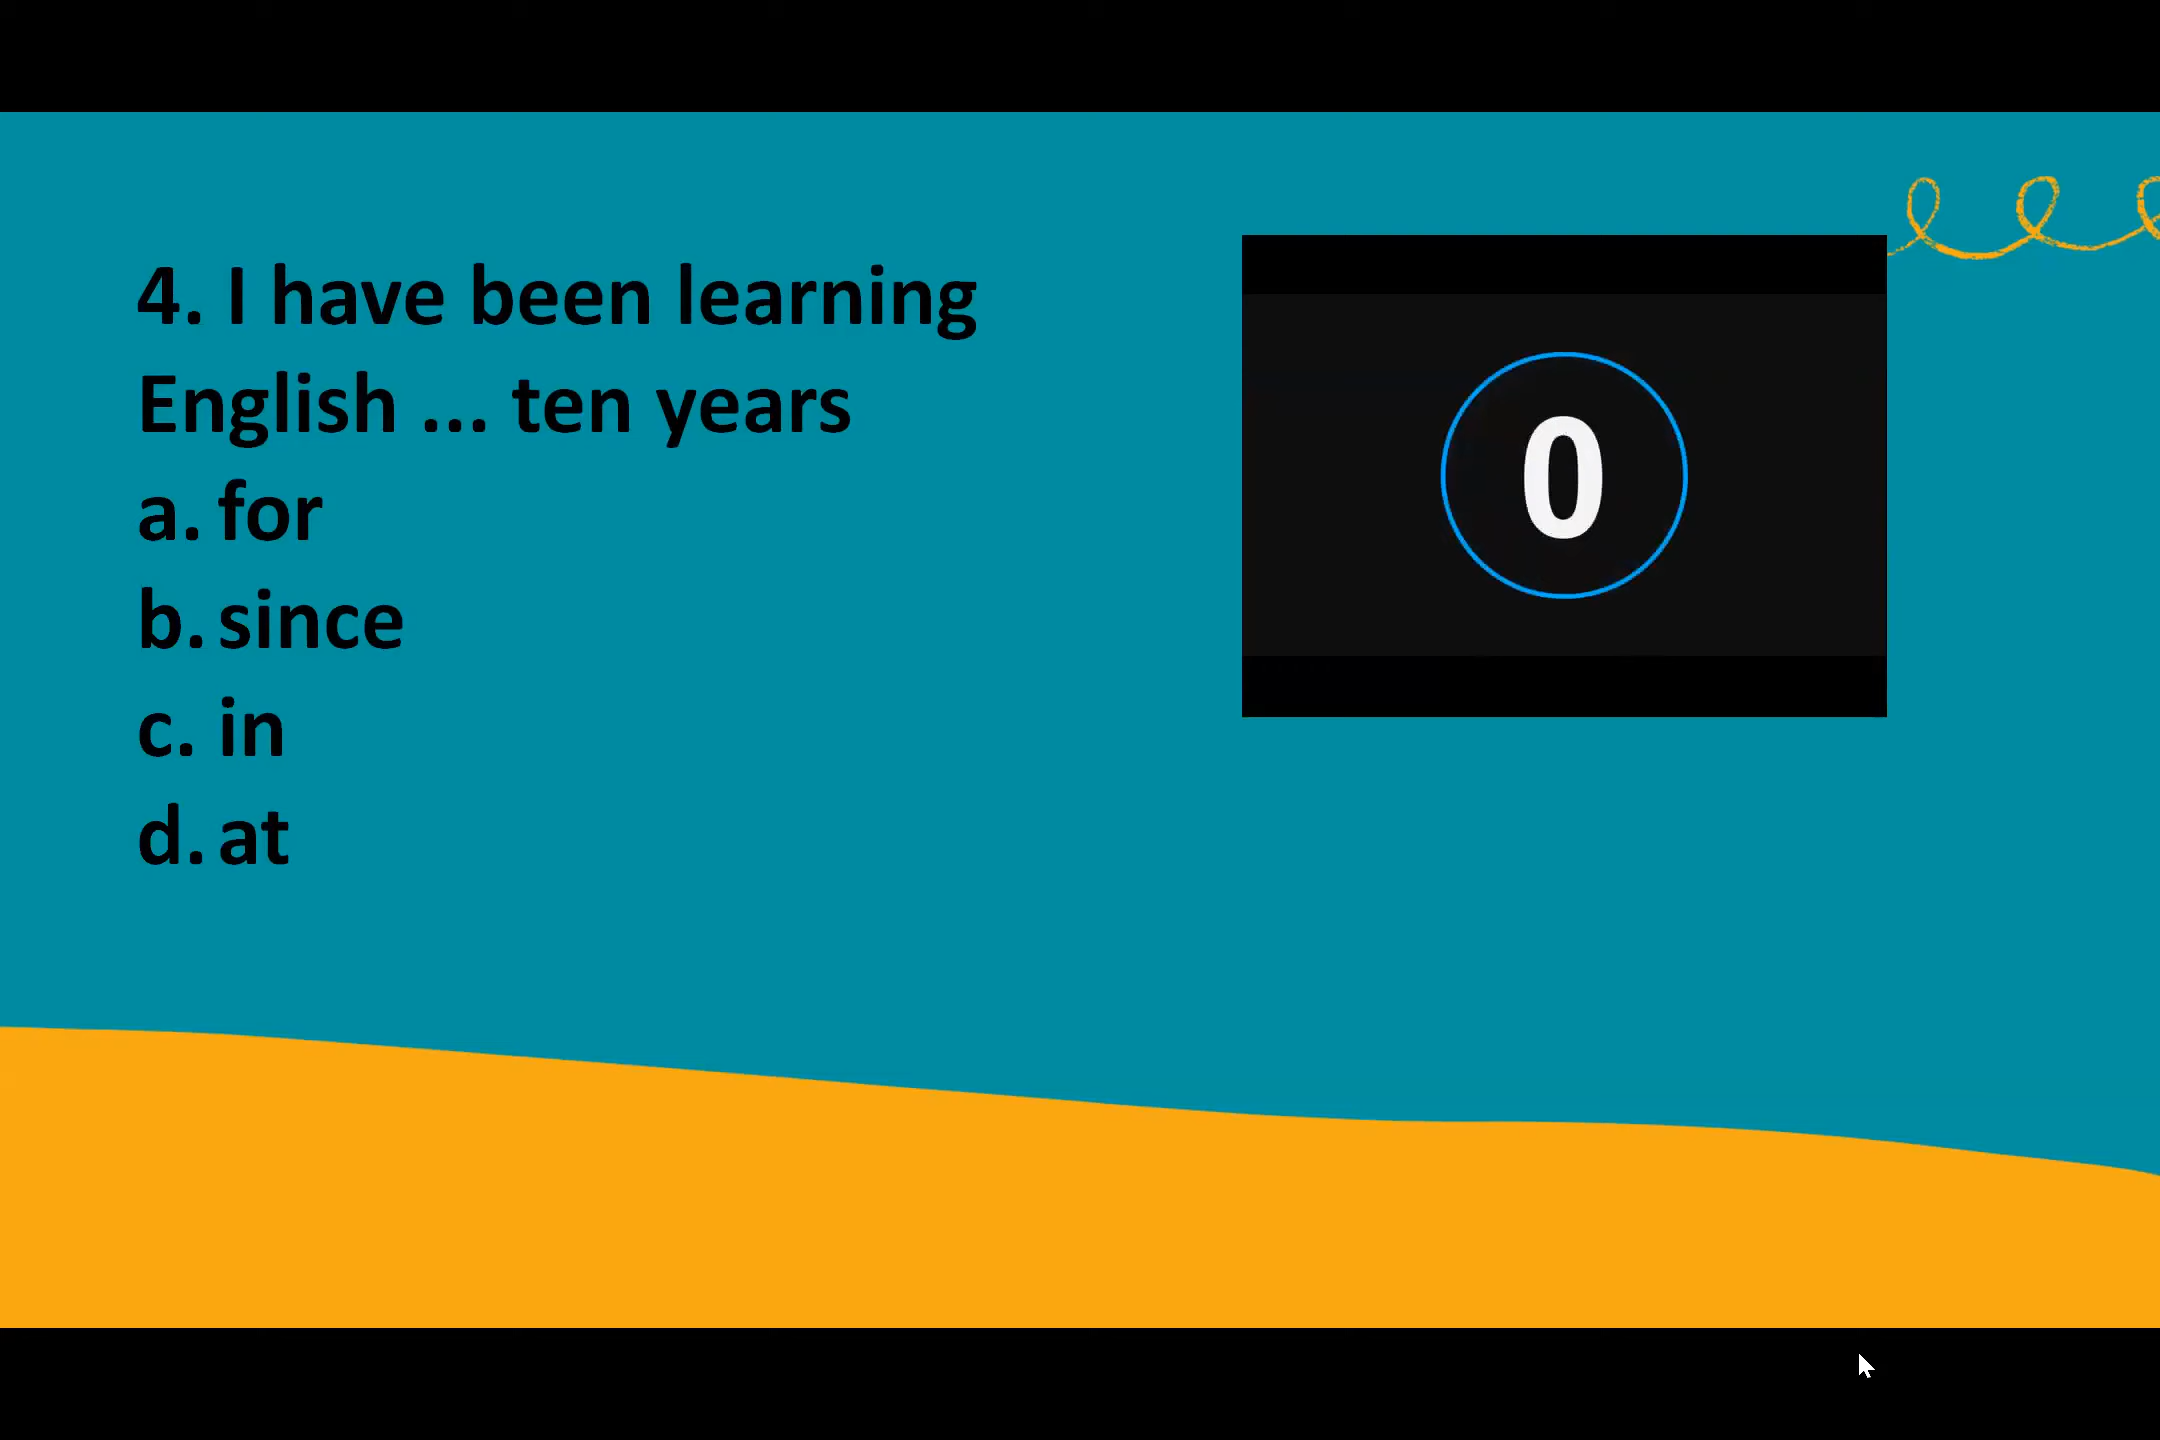 4. I have been learning
English ... ten years
a. for
b. since
c. in
d. at
0